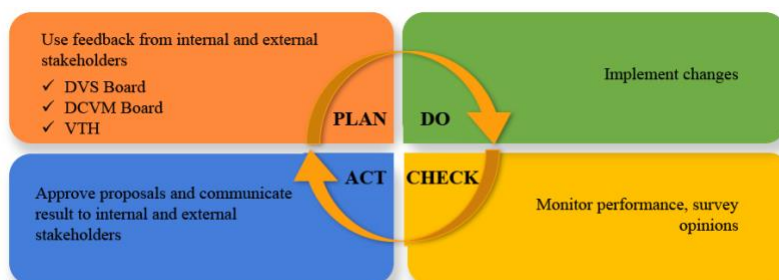 Use feedback from internal and external
stakeholders
✓ DVS Board
✓ DCVM Board
✓ VTH
PLAN
DO
Implement changes
ACT
Approve proposals and communicate
result to internal and external
stakeholders
CHECK
Monitor performance, survey
opinions